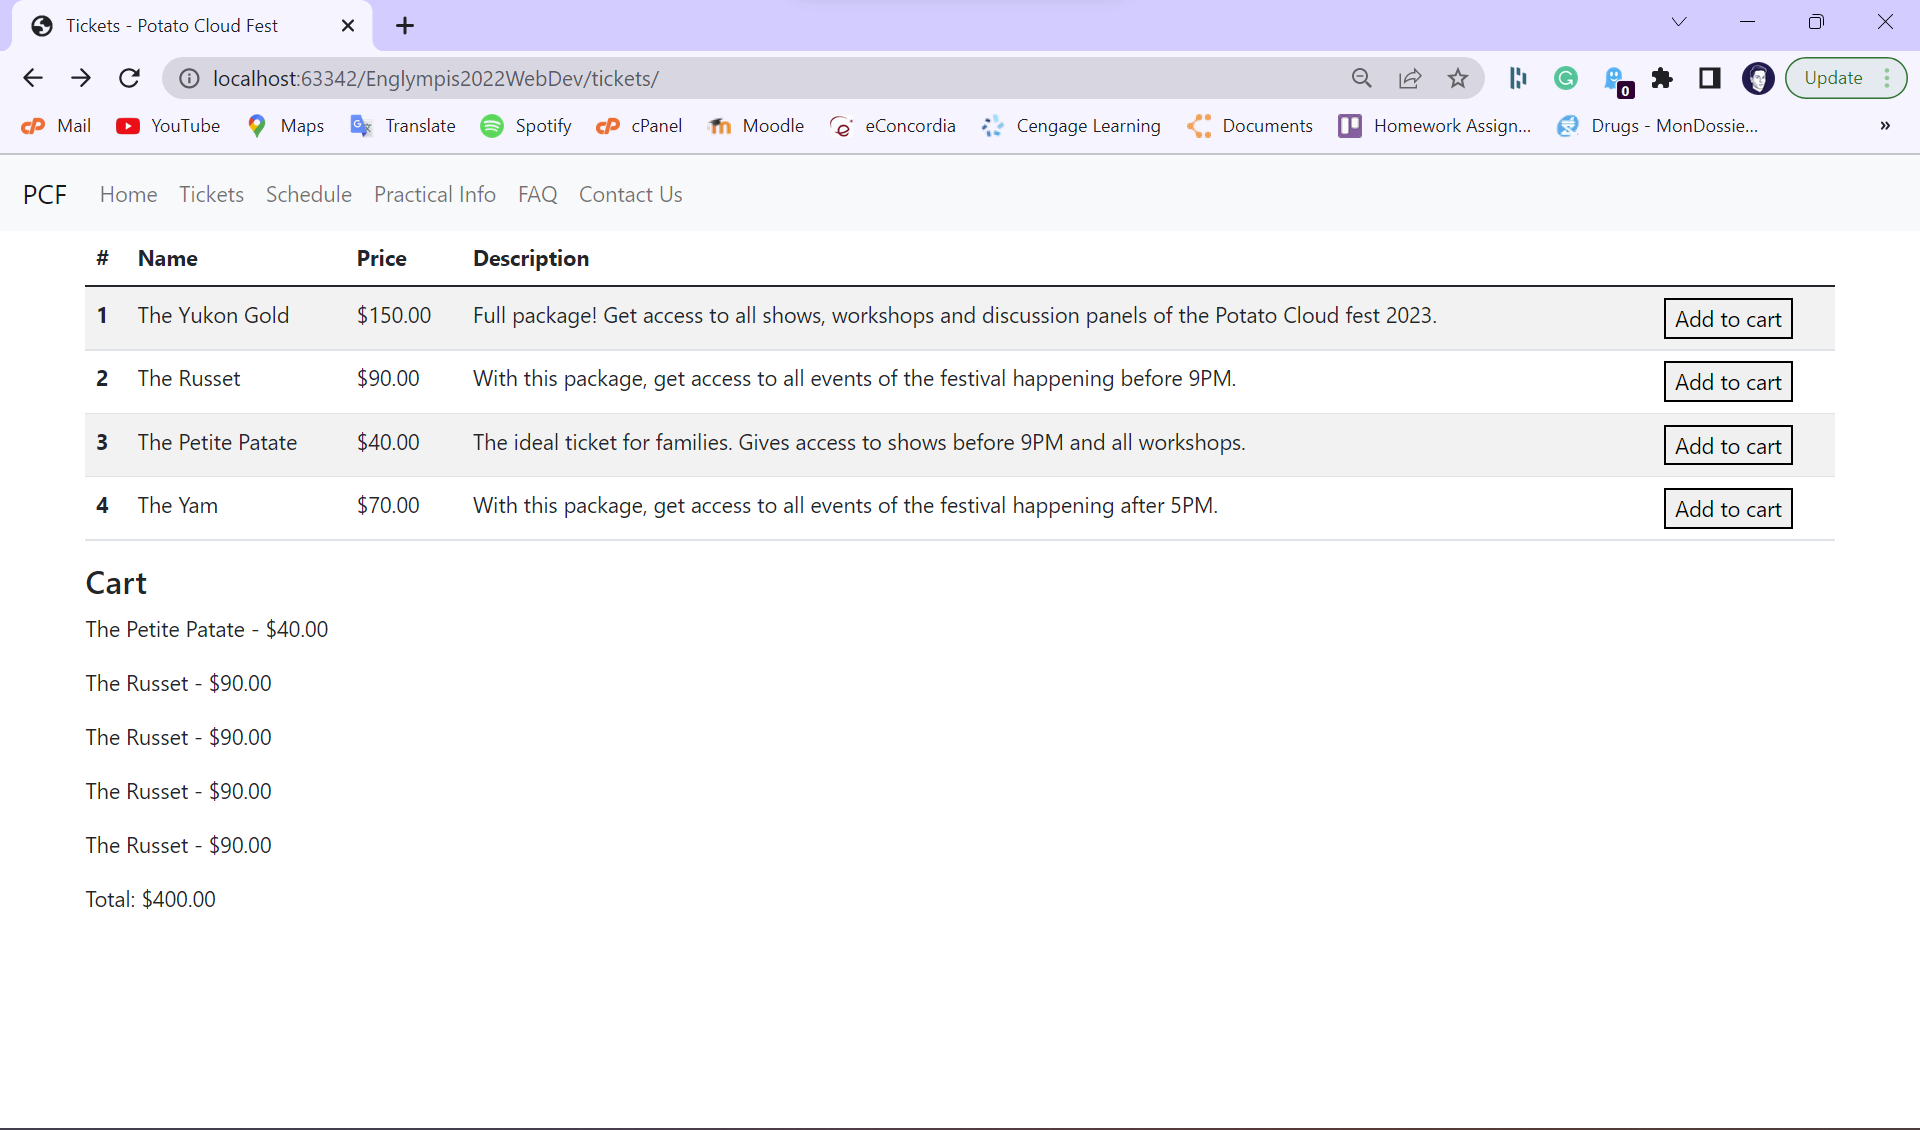 Tickets - Potato Cloud Fest
localhost:63342/Englympis2022WebDev/tickets/
0
Update
Mail YouTube Maps Translate Spotify cPanel Moodle eConcordia Cengage Learning Documents Homework Assign... Drugs - MonDossie... »
PCF Home Tickets Schedule Practical Info FAQ Contact Us
# Name Price Description
1 The Yukon Gold $150.00 Full package! Get access to all shows, workshops and discussion panels of the Potato Cloud fest 2023. Add to cart
2 The Russet $90.00 With this package, get access to all events of the festival happening before 9PM. Add to cart
3 The Petite Patate $40.00 The ideal ticket for families. Gives access to shows before 9PM and all workshops. Add to cart
4 The Yam $70.00 With this package, get access to all events of the festival happening after 5PM. Add to cart
Cart
The Petite Patate - $40.00
The Russet - $90.00
The Russet - $90.00
The Russet - $90.00
The Russet - $90.00
Total: $400.00